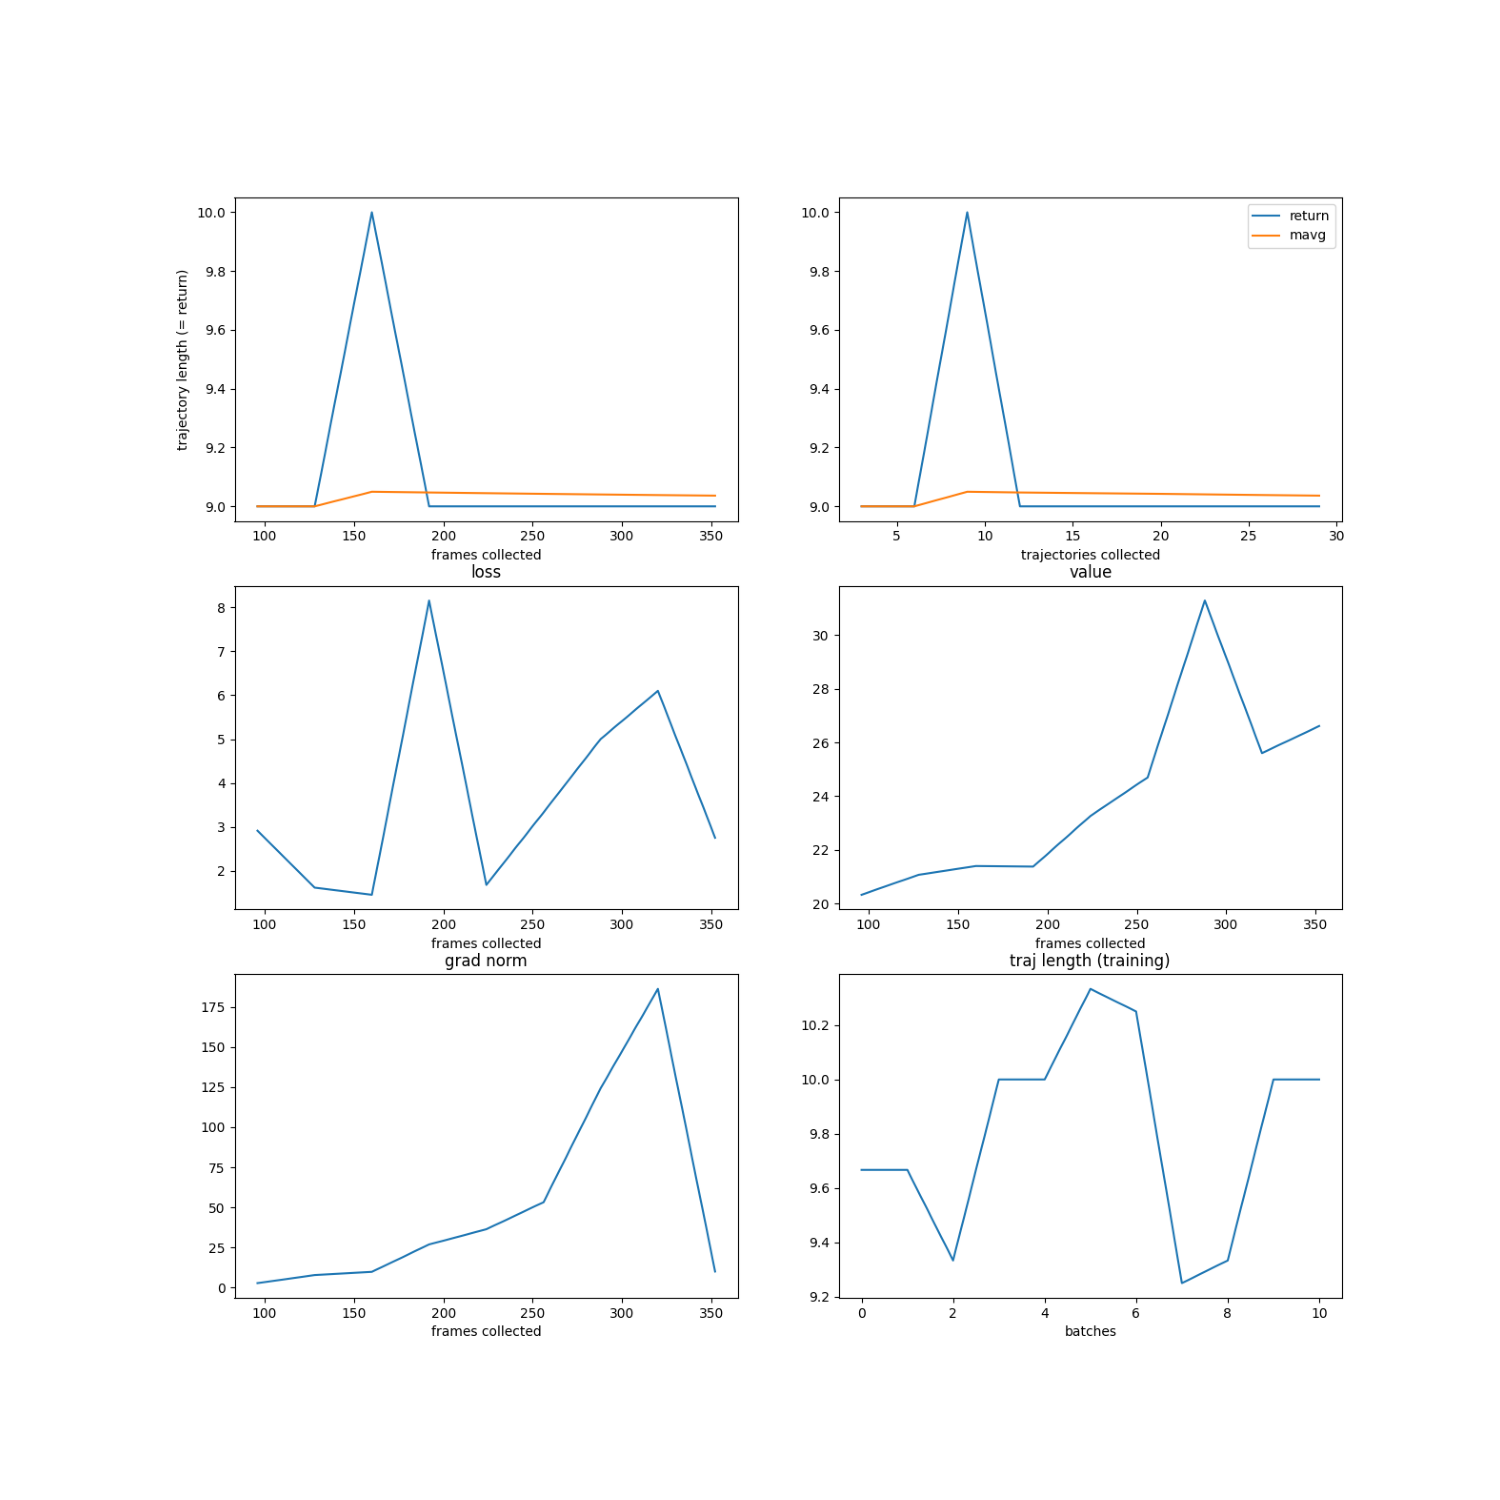 10.0
9.8
9.6
9.4
9.2
9.0
trajectory length (= return)
100 150 200 250 300 350
frames collected
10.0
9.8
9.6
9.4
9.2
9.0
return
mavg
5 10 15 20 25 30
trajectories collected
loss
8
7
6
5
4
3
2
100 150 200 250 300 350
frames collected
value
30
28
26
24
22
20
100 150 200 250 300 350
frames collected
grad norm
175
150
125
100
75
50
25
0
100 150 200 250 300 350
frames collected
traj length (training)
10.2
10.0
9.8
9.6
9.4
9.2
0 2 4 6 8 10
batches